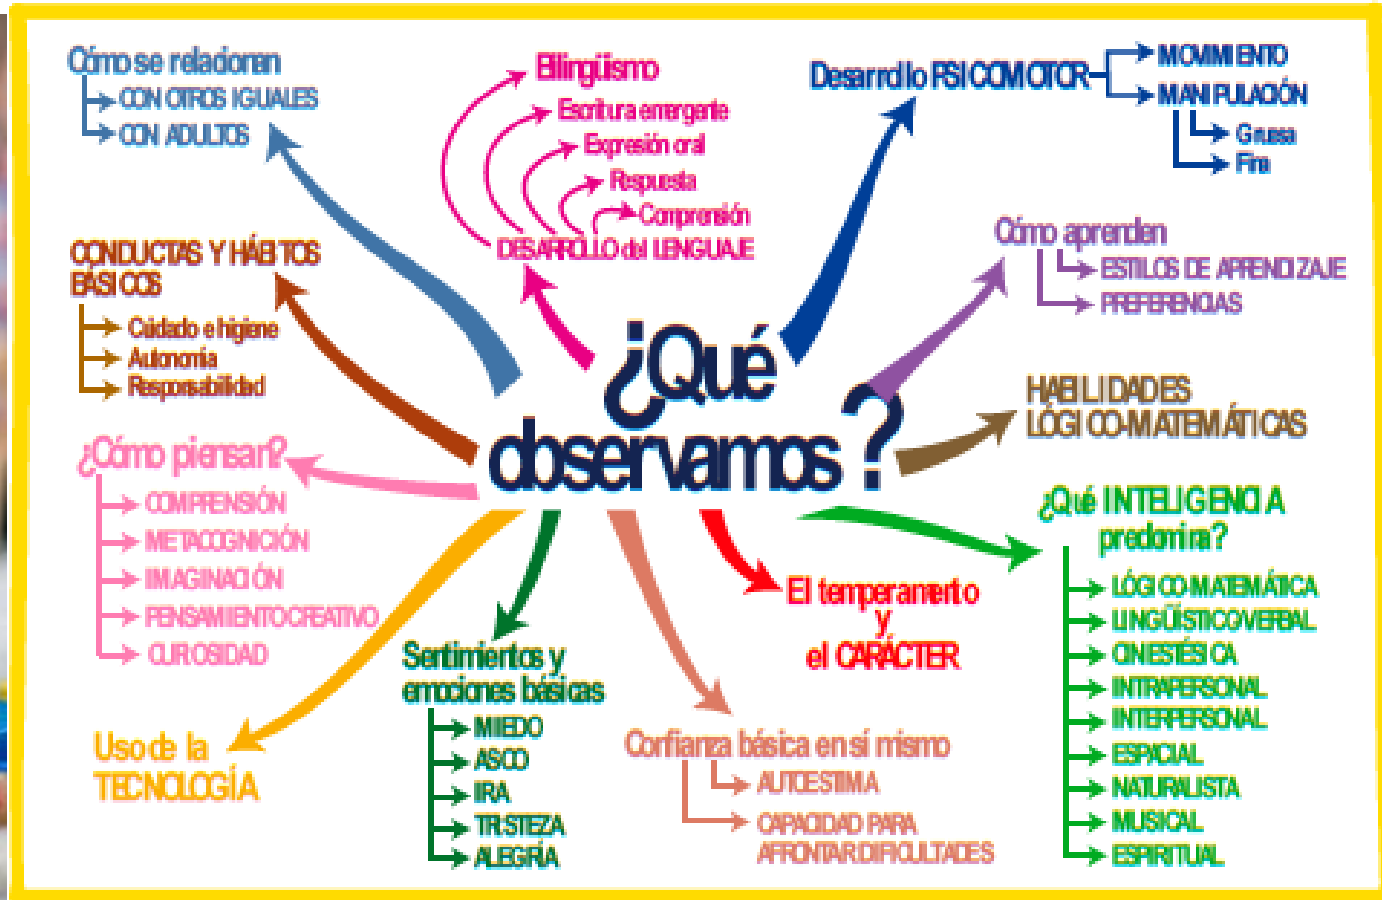 Cómo se relacionan
CON OTROS IGUALES
CON ADULTOS
Bilingüismo
Escritura emergente
Expresión oral
Respuesta
Comprensión
DESARROLLO del LENGUAJE
Desarrollo PSICOMOTOR
MOVIMIENTO
MANIPULACIÓN
Gruesa
Fina
CONDUCTAS Y HÁBITOS
BÁSICOS
Cuidado e higiene
Autonomía
Responsabilidad
Cómo aprenden
ESTILOS DE APRENDIZAJE
PREFERENCIAS
¿Qué
observamos?
HABILIDADES
LÓGICO-MATEMÁTICAS
¿Cómo piensan?
COMPRENSIÓN
METACOGNICIÓN
IMAGINACIÓN
PENSAMIENTO CREATIVO
CURIOSIDAD
¿Qué INTELIGENCIA
predomina?
LÓGICO-MATEMÁTICA
LINGÜÍSTICO/VERBAL
CINESTÉSICA
INTRAPERSONAL
INTERPERSONAL
ESPACIAL
NATURALISTA
MUSICAL
ESPIRITUAL
El temperamento
y
el CARÁCTER
Sentimientos y
emociones básicas
MIEDO
ASCO
IRA
TRISTEZA
ALEGRÍA
Uso de la
TECNOLOGÍA
Confianza básica en sí mismo
AUTOESTIMA
CAPACIDAD PARA
AFRONTAR DIFICULTADES